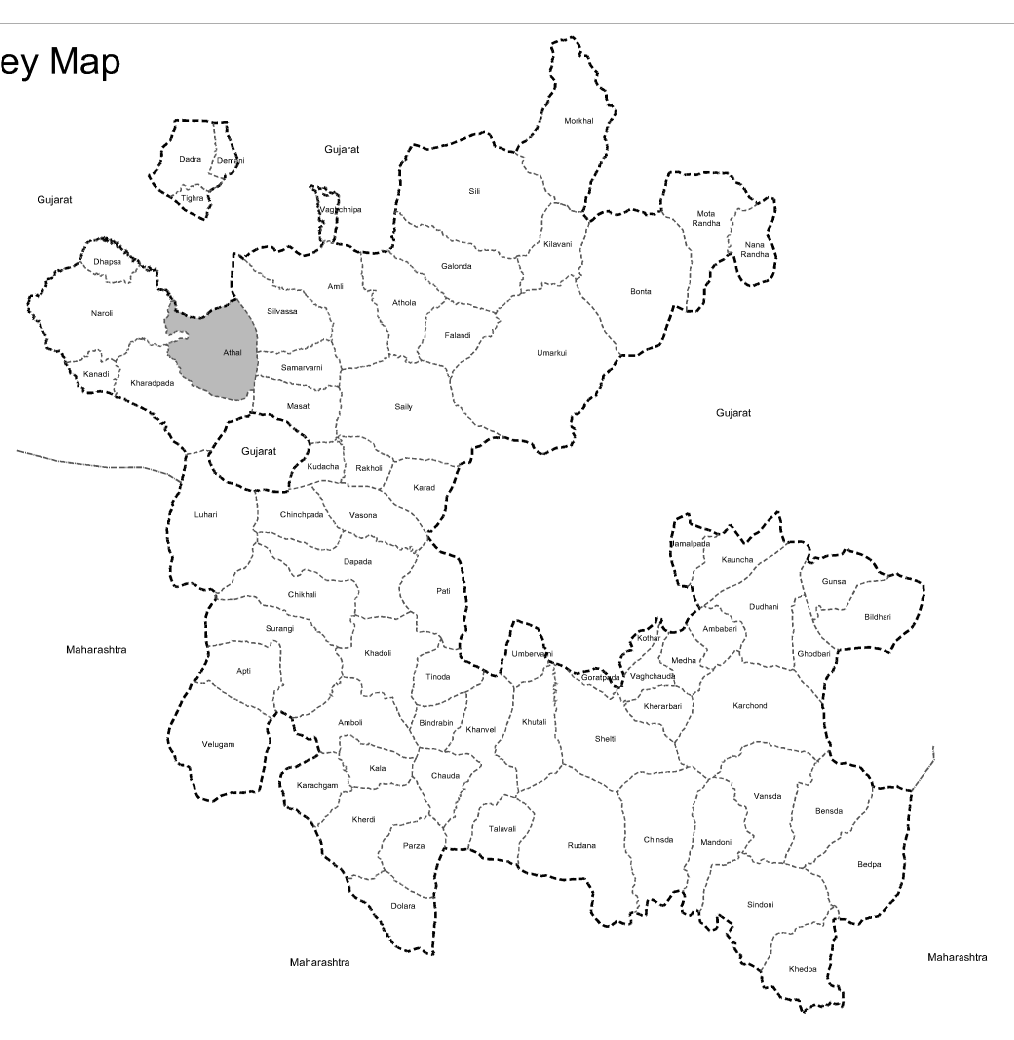 ey Map
Morkhal
Gujarat
Dadra
Demni
Sili
Tighra
Gujarat
Vaghchhipa
Mota
Randha
Kilavani
Nana
Randha
Dhapsa
Galonda
Amli
Bonta
Athola
Silvassa
Naroli
Falandi
Athal
Umarkui
Samarvarni
Kanadi
Kharadpada
Masat
Saily
Gujarat
Gujarat
Kudacha
Rakholi
Karad
Luhari
Chinchpada
Vasona
Jamalpada
Kauncha
Dapada
Gunsa
Pati
Chikhali
Dudhani
Bildhari
Surangi
Ambabari
Kothar
Maharashtra
Khadoli
Umbervarni
Ghodbari
Medha
Apti
Tinoda
Goratpada
Vaghchauda
Kherarbari
Karchond
Amboli
Bindrabin
Khanvel
Khutali
Shelti
Velugam
Kala
Chauda
Karachgam
Vansda
Bensda
Kherdi
Talavali
Parza
Rudana
Chinsda
Mandoni
Bedpa
Dolara
Sindoni
Maharashtra
Maharashtra
Khedpa